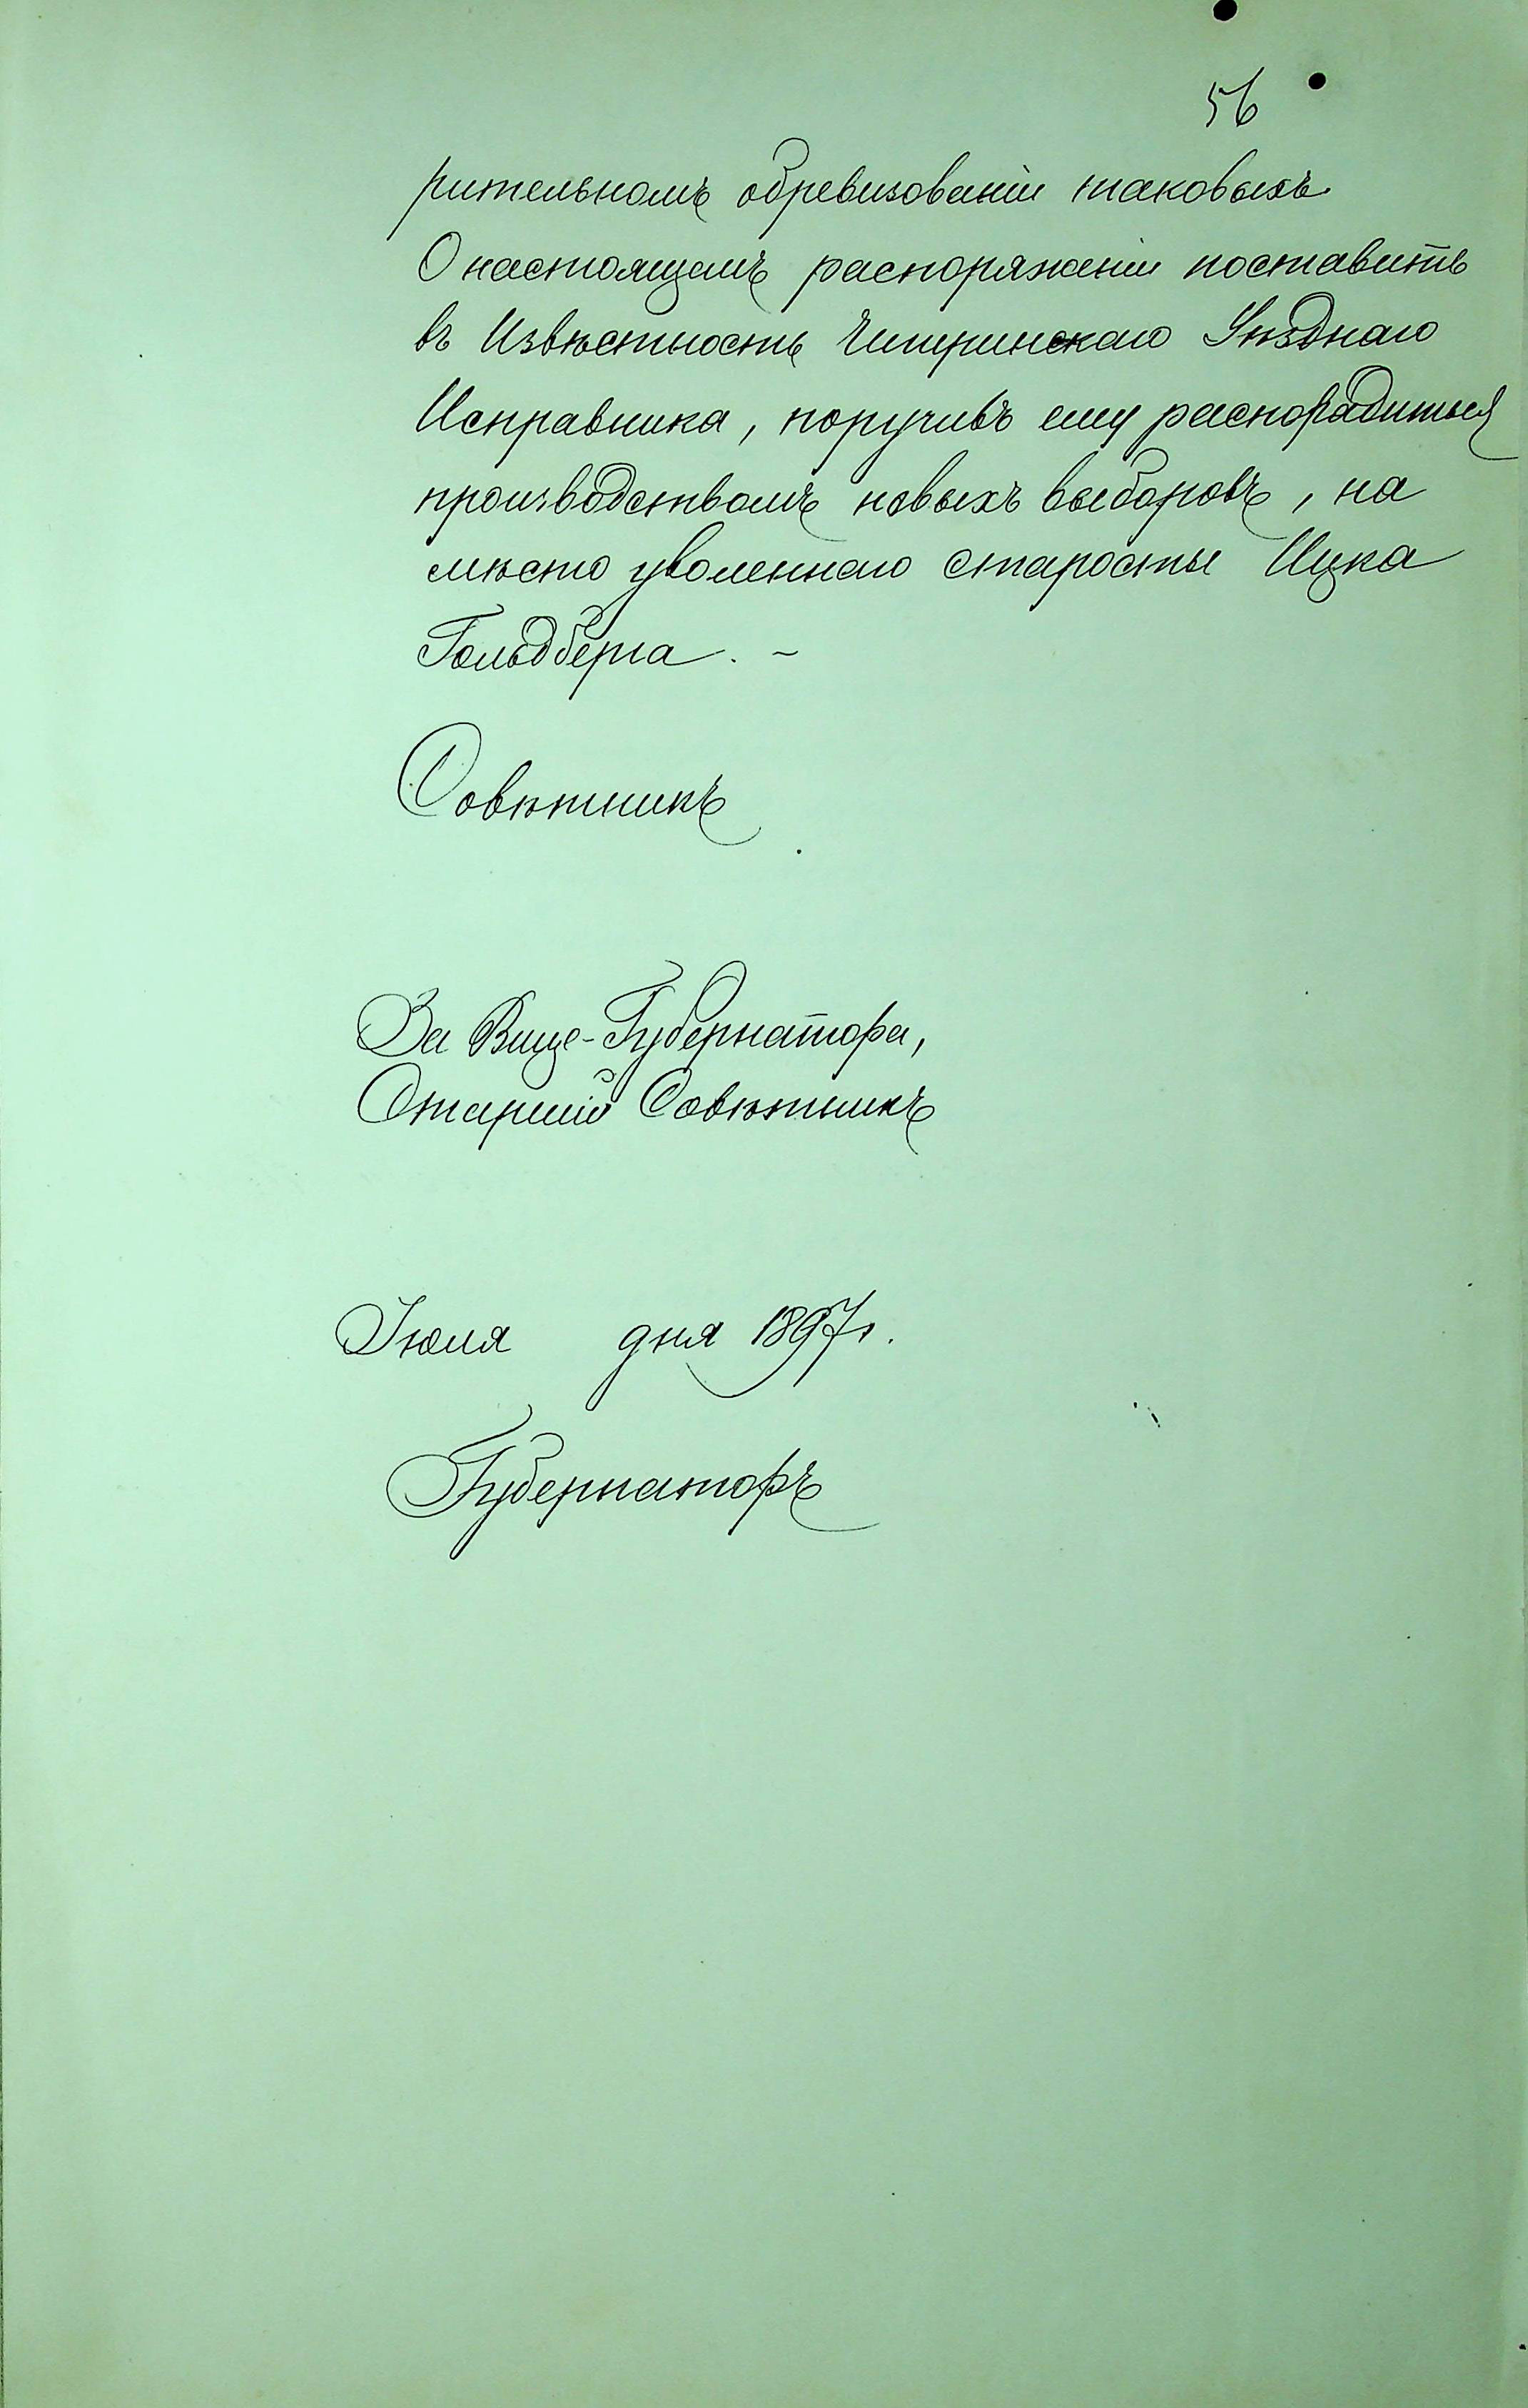 56
рительномъ обревизованіи таковыхъ
О настоящемъ распоряженіи поставить
въ Извѣстность Чигиринскаго Уѣзднаго
Исправника, поручивъ ему распорядиться
производствомъ новыхъ выборовъ, на
мѣсто уволеннаго старосты Ицка
Гольдберга. -
Совѣтникъ
За Вице-Губернатора,
Старшій Совѣтникъ
Іюля дня 1897 г.
Губернаторъ